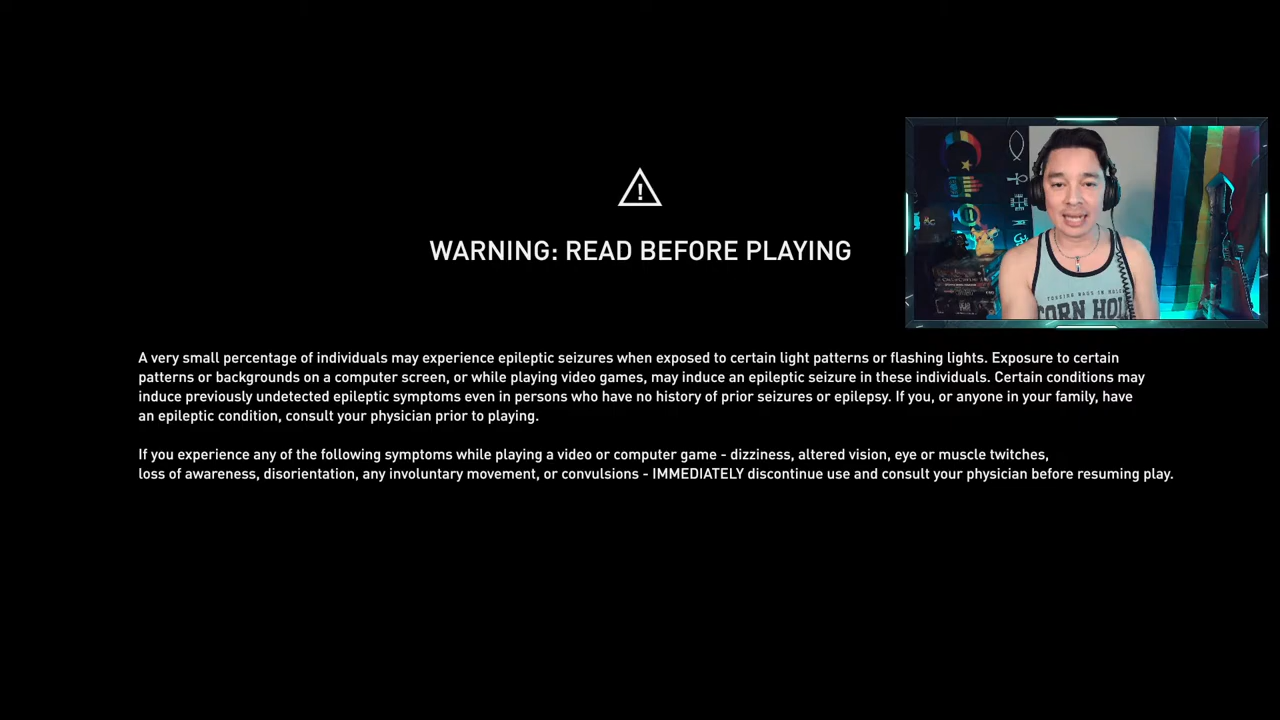 WARNING: READ BEFORE PLAYING
A very small percentage of individuals may experience epileptic seizures when exposed to certain light patterns or flashing lights. Exposure to certain
patterns or backgrounds on a computer screen, or while playing video games, may induce an epileptic seizure in these individuals. Certain conditions may
induce previously undetected epileptic symptoms even in persons who have no history of prior seizures or epilepsy. If you, or anyone in your family, have
an epileptic condition, consult your physician prior to playing.
If you experience any of the following symptoms while playing a video or computer game - dizziness, altered vision, eye or muscle twitches,
loss of awareness, disorientation, any involuntary movement, or convulsions - IMMEDIATELY discontinue use and consult your physician before resuming play.